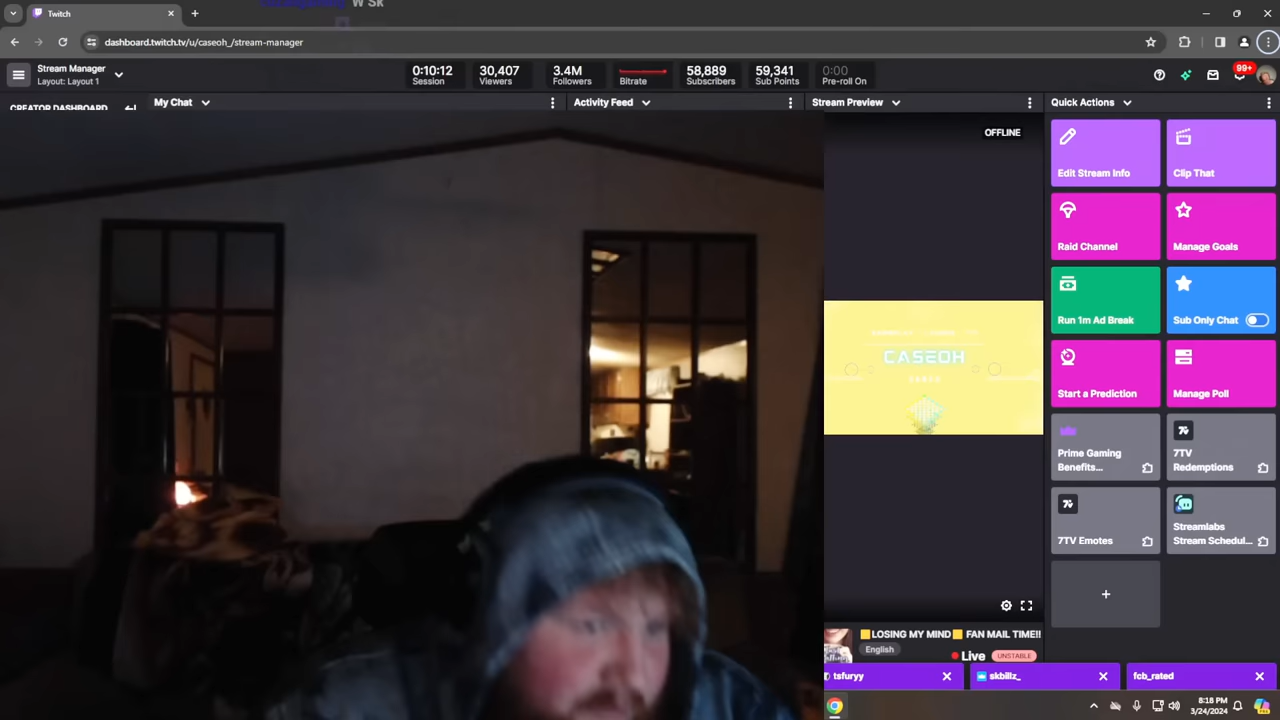 W Sk
Twitch
dashboard.twitch.tv/u/caseoh_/stream-manager
Stream Manager
Layout: Layout 1
0:10:12
Session
30,407
Viewers
3.4M
Followers
Bitrate
58,889
Subscribers
59,341
Sub Points
0:00
Pre-roll On
99+
CREATOR DASHBOARD
My Chat
Activity Feed
Stream Preview
Quick Actions
OFFLINE
CASEOH
Edit Stream Info
Clip That
Raid Channel
Manage Goals
Run 1m Ad Break
Sub Only Chat
Start a Prediction
Manage Poll
Prime Gaming
Benefits...
7TV
Redemptions
7TV Emotes
Streamlabs
Stream Schedul...
LOSING MY MIND FAN MAIL TIME!!
English
Live
UNSTABLE
tsfuryy
skbillz_
fcb_rated
8:18 PM
3/24/2024